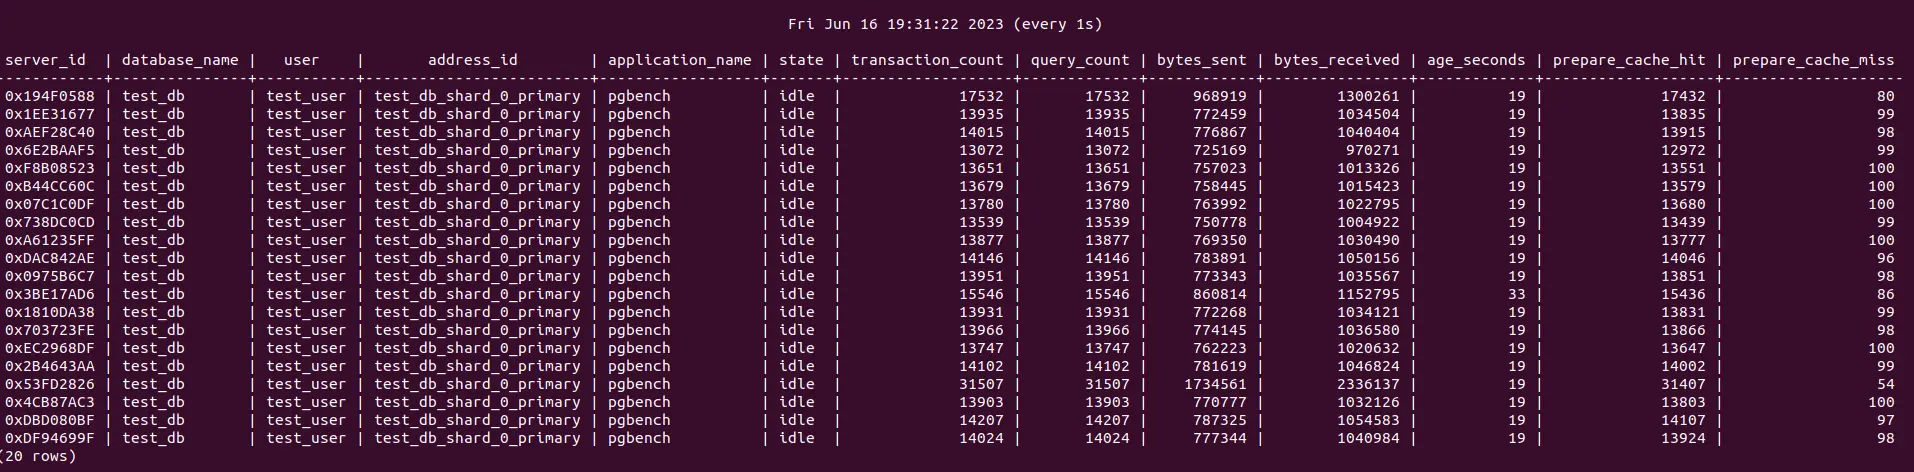 Fri Jun 16 19:31:22 2023 (every 1s)
server_id | database_name | user | address_id | application_name | state | transaction_count | query_count | bytes_sent | bytes_received | age_seconds | prepare_cache_hit | prepare_cache_miss
-----------+---------------+-----------+-------------------------+------------------+-------+-------------------+-------------+------------+----------------+-------------+-------------------+--------------------
0x194F0588 | test_db | test_user | test_db_shard_0_primary | pgbench | idle | 17532 | 17532 | 968919 | 1300261 | 19 | 17432 | 80
0x1EE31677 | test_db | test_user | test_db_shard_0_primary | pgbench | idle | 13935 | 13935 | 772459 | 1034504 | 19 | 13835 | 99
0xAEF28C40 | test_db | test_user | test_db_shard_0_primary | pgbench | idle | 14015 | 14015 | 776867 | 1040404 | 19 | 13915 | 98
0x6E2BAAF5 | test_db | test_user | test_db_shard_0_primary | pgbench | idle | 13072 | 13072 | 725169 | 970271 | 19 | 12972 | 99
0xF8B08523 | test_db | test_user | test_db_shard_0_primary | pgbench | idle | 13651 | 13651 | 757023 | 1013326 | 19 | 13551 | 100
0xB44CC60C | test_db | test_user | test_db_shard_0_primary | pgbench | idle | 13679 | 13679 | 758445 | 1015423 | 19 | 13579 | 100
0x07C1C0DF | test_db | test_user | test_db_shard_0_primary | pgbench | idle | 13780 | 13780 | 763992 | 1022795 | 19 | 13680 | 100
0x738DC0CD | test_db | test_user | test_db_shard_0_primary | pgbench | idle | 13539 | 13539 | 750778 | 1004922 | 19 | 13439 | 99
0xA61235FF | test_db | test_user | test_db_shard_0_primary | pgbench | idle | 13877 | 13877 | 769350 | 1030490 | 19 | 13777 | 100
0xDAC842AE | test_db | test_user | test_db_shard_0_primary | pgbench | idle | 14146 | 14146 | 783891 | 1050156 | 19 | 14046 | 96
0x0975B6C7 | test_db | test_user | test_db_shard_0_primary | pgbench | idle | 13951 | 13951 | 773343 | 1035567 | 19 | 13851 | 98
0x3BE17AD6 | test_db | test_user | test_db_shard_0_primary | pgbench | idle | 15546 | 15546 | 860814 | 1152795 | 33 | 15436 | 86
0x1810DA38 | test_db | test_user | test_db_shard_0_primary | pgbench | idle | 13931 | 13931 | 772268 | 1034121 | 19 | 13831 | 99
0x703723FE | test_db | test_user | test_db_shard_0_primary | pgbench | idle | 13966 | 13966 | 774145 | 1036580 | 19 | 13866 | 98
0xEC2968DF | test_db | test_user | test_db_shard_0_primary | pgbench | idle | 13747 | 13747 | 762223 | 1020632 | 19 | 13647 | 100
0x2B4643AA | test_db | test_user | test_db_shard_0_primary | pgbench | idle | 14102 | 14102 | 781619 | 1046824 | 19 | 14002 | 99
0x53FD2826 | test_db | test_user | test_db_shard_0_primary | pgbench | idle | 31507 | 31507 | 1734561 | 2336137 | 19 | 31407 | 54
0x4CB87AC3 | test_db | test_user | test_db_shard_0_primary | pgbench | idle | 13903 | 13903 | 770777 | 1032126 | 19 | 13803 | 100
0xDBD080BF | test_db | test_user | test_db_shard_0_primary | pgbench | idle | 14207 | 14207 | 787325 | 1054583 | 19 | 14107 | 97
0xDF94699F | test_db | test_user | test_db_shard_0_primary | pgbench | idle | 14024 | 14024 | 777344 | 1040984 | 19 | 13924 | 98
(20 rows)